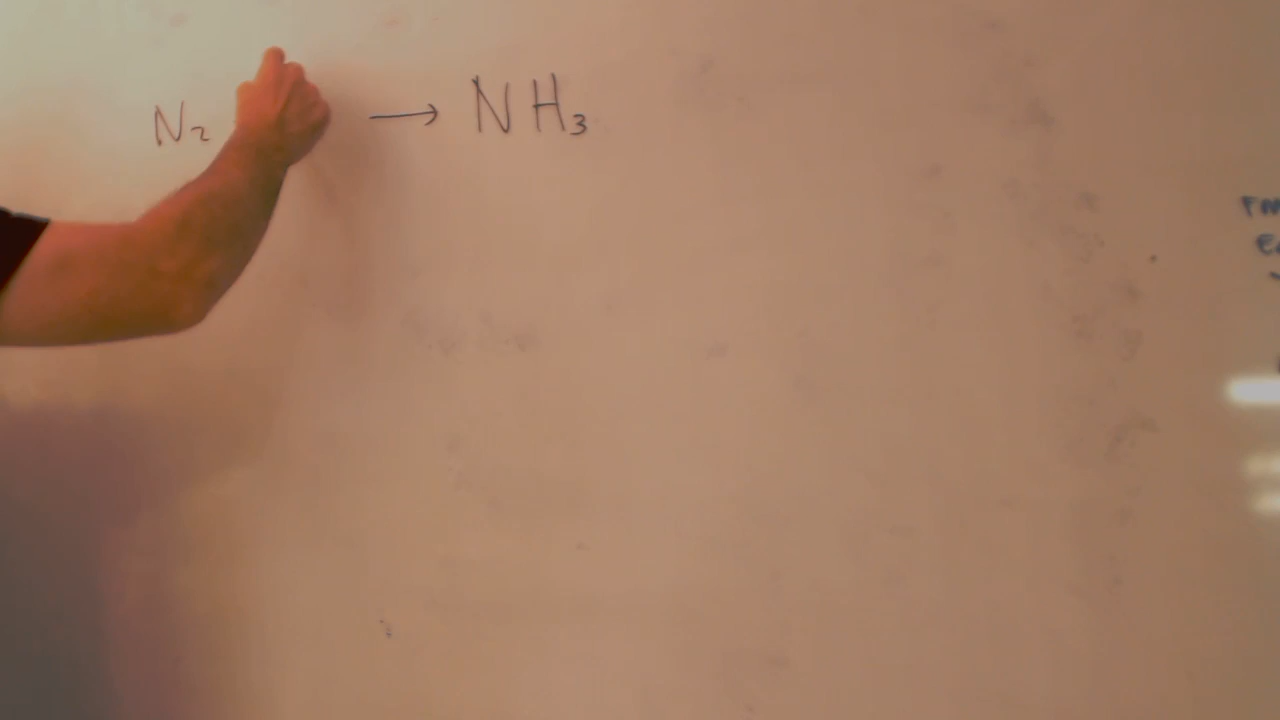 N₂ → NH₃